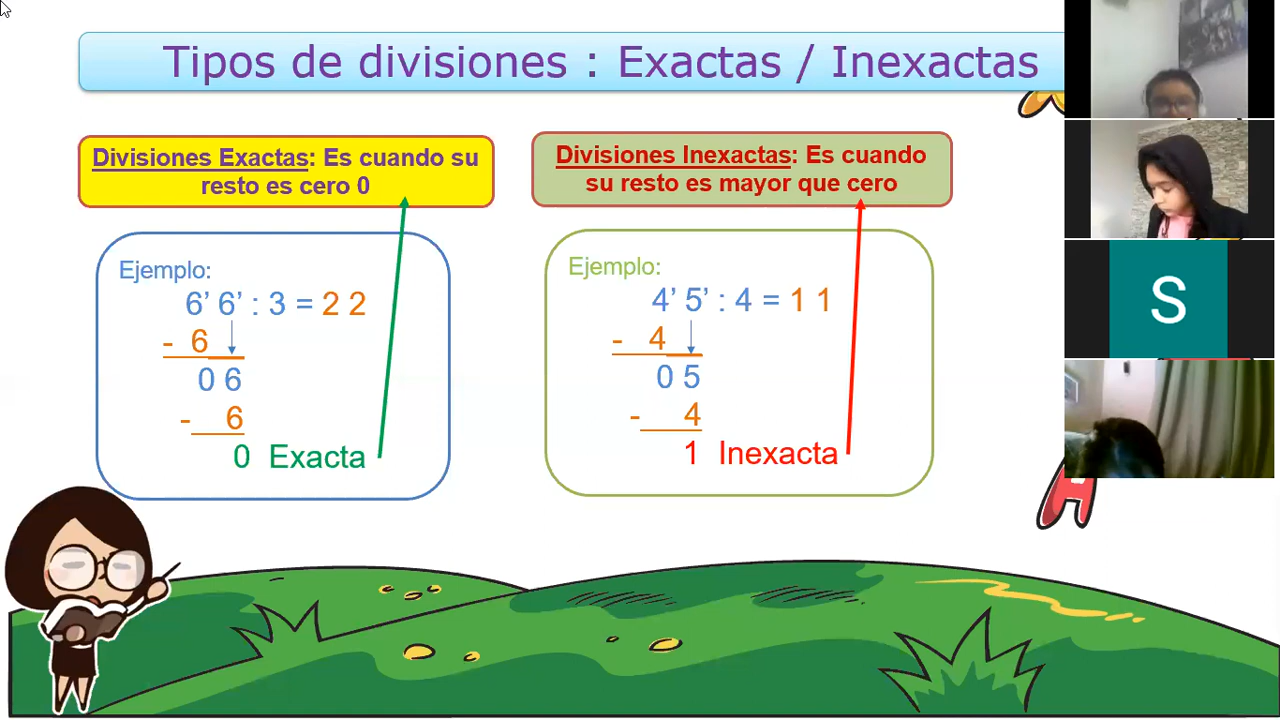 Tipos de divisiones : Exactas / Inexactas
Divisiones Exactas: Es cuando su
resto es cero 0
Ejemplo:
6’ 6’ : 3 = 2 2
- 6
0 6
- 6
0 Exacta
Divisiones Inexactas: Es cuando
su resto es mayor que cero
Ejemplo:
4’ 5’ : 4 = 1 1
- 4
0 5
- 4
1 Inexacta
S